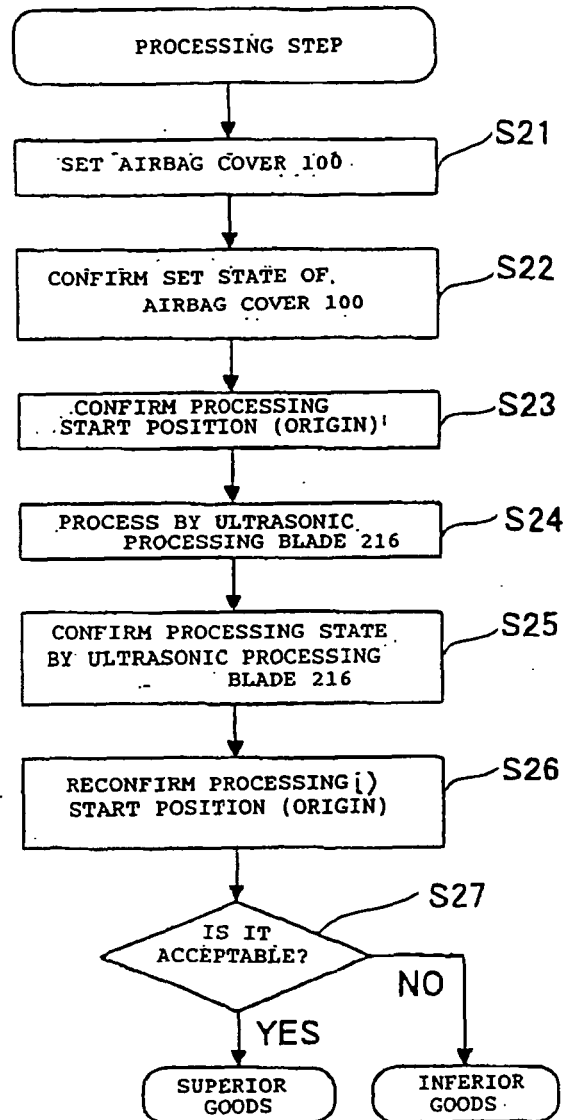 PROCESSING STEP
S21
SET AIRBAG COVER 100
S22
CONFIRM SET STATE OF
AIRBAG COVER 100
S23
CONFIRM PROCESSING
START POSITION (ORIGIN)
S24
PROCESS BY ULTRASONIC
PROCESSING BLADE 216
S25
CONFIRM PROCESSING STATE
BY ULTRASONIC PROCESSING
BLADE 216
S26
RECONFIRM PROCESSING
START POSITION (ORIGIN)
S27
IS IT
ACCEPTABLE?
NO
YES
SUPERIOR
GOODS
INFERIOR
GOODS